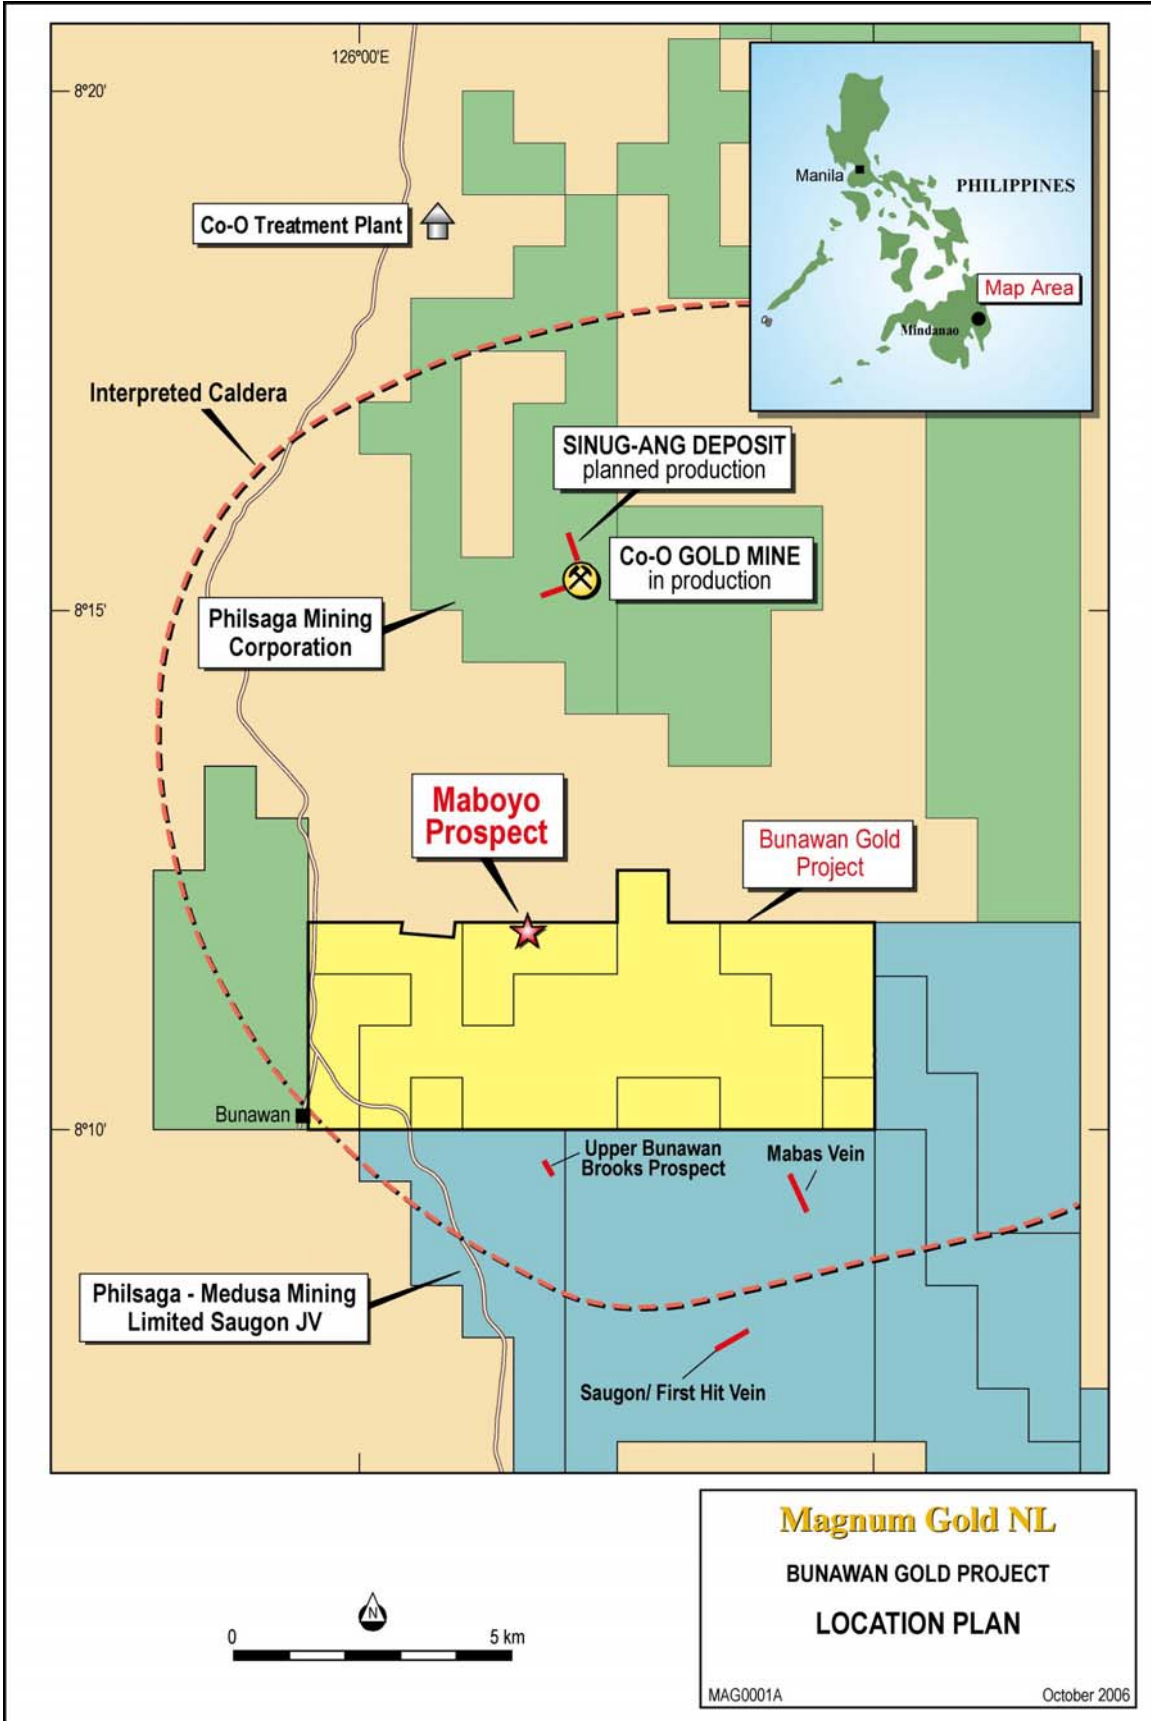 126°00'E
8°20'
Manila
PHILIPPINES
Co-O Treatment Plant
Map Area
Mindanao
Interpreted Caldera
SINUG-ANG DEPOSIT
planned production
Co-O GOLD MINE
in production
8°15'
Philsaga Mining
Corporation
Maboyo
Prospect
Bunawan Gold
Project
Bunawan
8°10'
Upper Bunawan
Brooks Prospect
Mabas Vein
Philsaga - Medusa Mining
Limited Saugon JV
Saugon/ First Hit Vein
Magnum Gold NL
BUNAWAN GOLD PROJECT
LOCATION PLAN
N
0
5 km
MAG0001A
October 2006